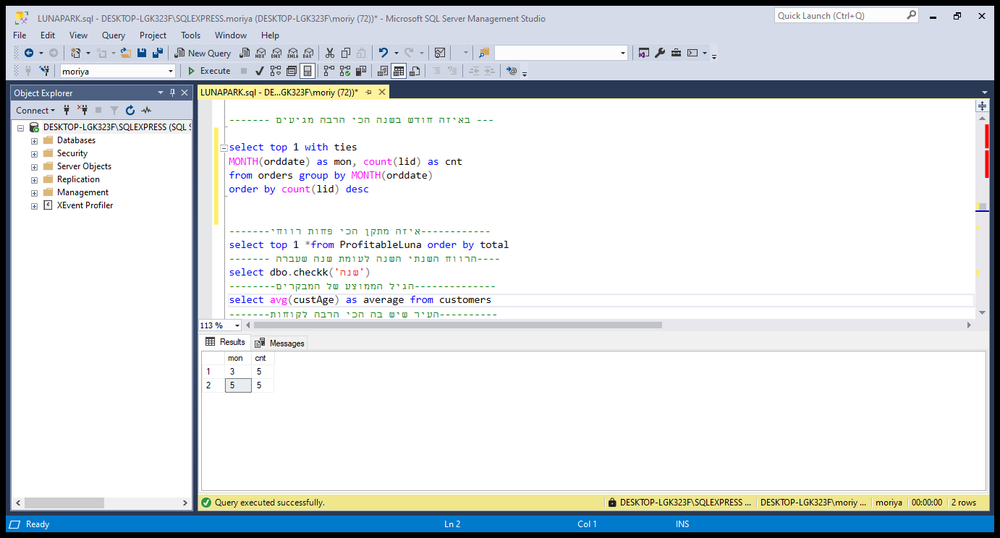 LUNAPARK.sql - DESKTOP-LGK323F\SQLEXPRESS.moriya (DESKTOP-LGK323F\moriy (72))* - Microsoft SQL Server Management Studio
Quick Launch (Ctrl+Q)
File Edit View Query Project Tools Window Help
New Query MDX DMX XMLA DAX
moriya Execute
Object Explorer
LUNAPARK.sql - DE...GK323F\moriy (72))*
Connect
DESKTOP-LGK323F\SQLEXPRESS (SQL S
Databases
Security
Server Objects
Replication
Management
XEvent Profiler
------- באיזה חודש בשנה הכי הרבה מגיעים ---
select top 1 with ties
MONTH(orddate) as mon, count(lid) as cnt
from orders group by MONTH(orddate)
order by count(lid) desc
-------איזה מתקן הכי פחות רווחי------------
select top 1 *from ProfitableLuna order by total
------- הרווח השנתי השנה לעומת שנה שעברה----
select dbo.checkk('שנה')
--------הגיל הממוצע של המבקרים--------------
select avg(custAge) as average from customers
-------העיר שיש בה הכי הרבה לקוחות----------
113 %
Results Messages
mon cnt
1 3 5
2 5 5
Query executed successfully. DESKTOP-LGK323F\SQLEXPRESS ... DESKTOP-LGK323F\moriy ... moriya 00:00:00 2 rows
Ready Ln 2 Col 1 INS